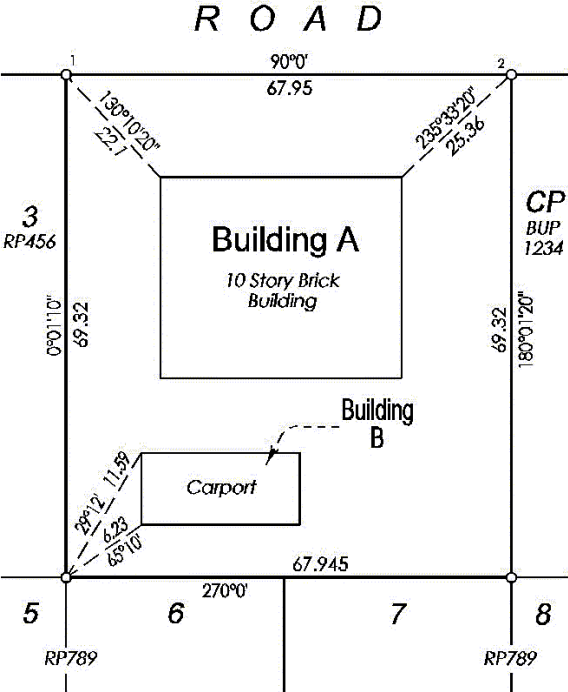 ROAD
1
90°0'
2
67.95
130°10'20"
22.1
235°33'20"
25.36
3
RP456
Building A
10 Story Brick
Building
CP
BUP
1234
0°01'10"
69.32
69.32
180°01'20"
Building
B
Carport
29°12'
11.59
6.23
65°10'
67.945
270°0'
5
6
7
8
RP789
RP789